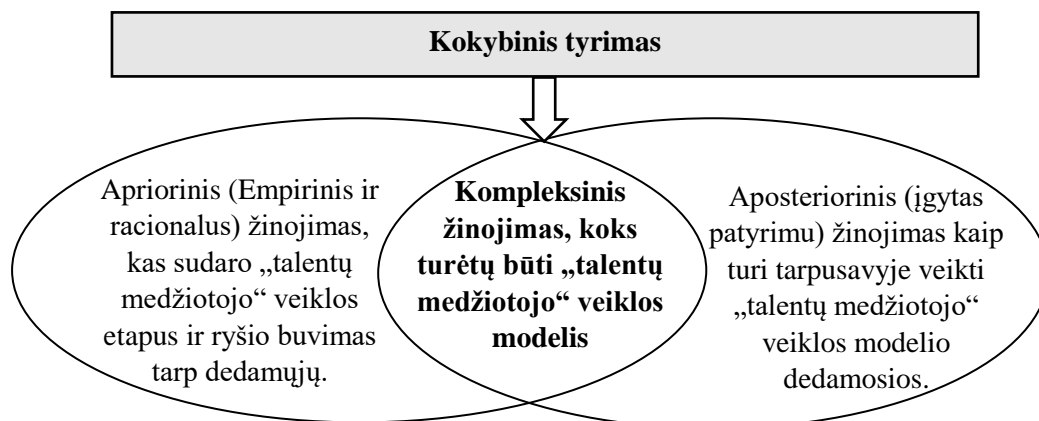 Kokybinis tyrimas
Apriorinis (Empirinis ir
racionalus) žinojimas,
kas sudaro „talentų
medžiotojo“ veiklos
etapus ir ryšio buvimas
tarp dedamųjų.
Kompleksinis
žinojimas, koks
turėtų būti „talentų
medžiotojo“ veiklos
modelis
Aposteriorinis (įgytas
patyrimu) žinojimas kaip
turi tarpusavyje veikti
„talentų medžiotojo“
veiklos modelio
dedamosios.